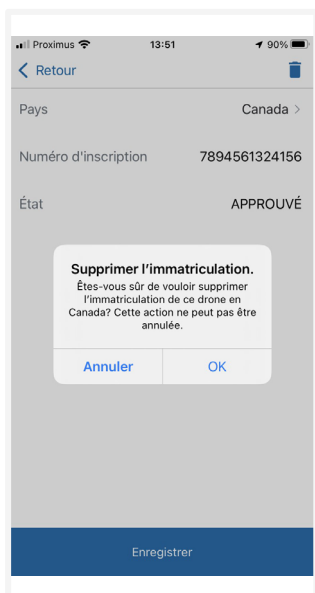 Proximus 13:51 90%
Retour
Pays Canada >
Numéro d'inscription 7894561324156
État APPROUVÉ
Supprimer l'immatriculation.
Êtes-vous sûr de vouloir supprimer
l'immatriculation de ce drone en
Canada? Cette action ne peut pas être
annulée.
Annuler OK
Enregistrer